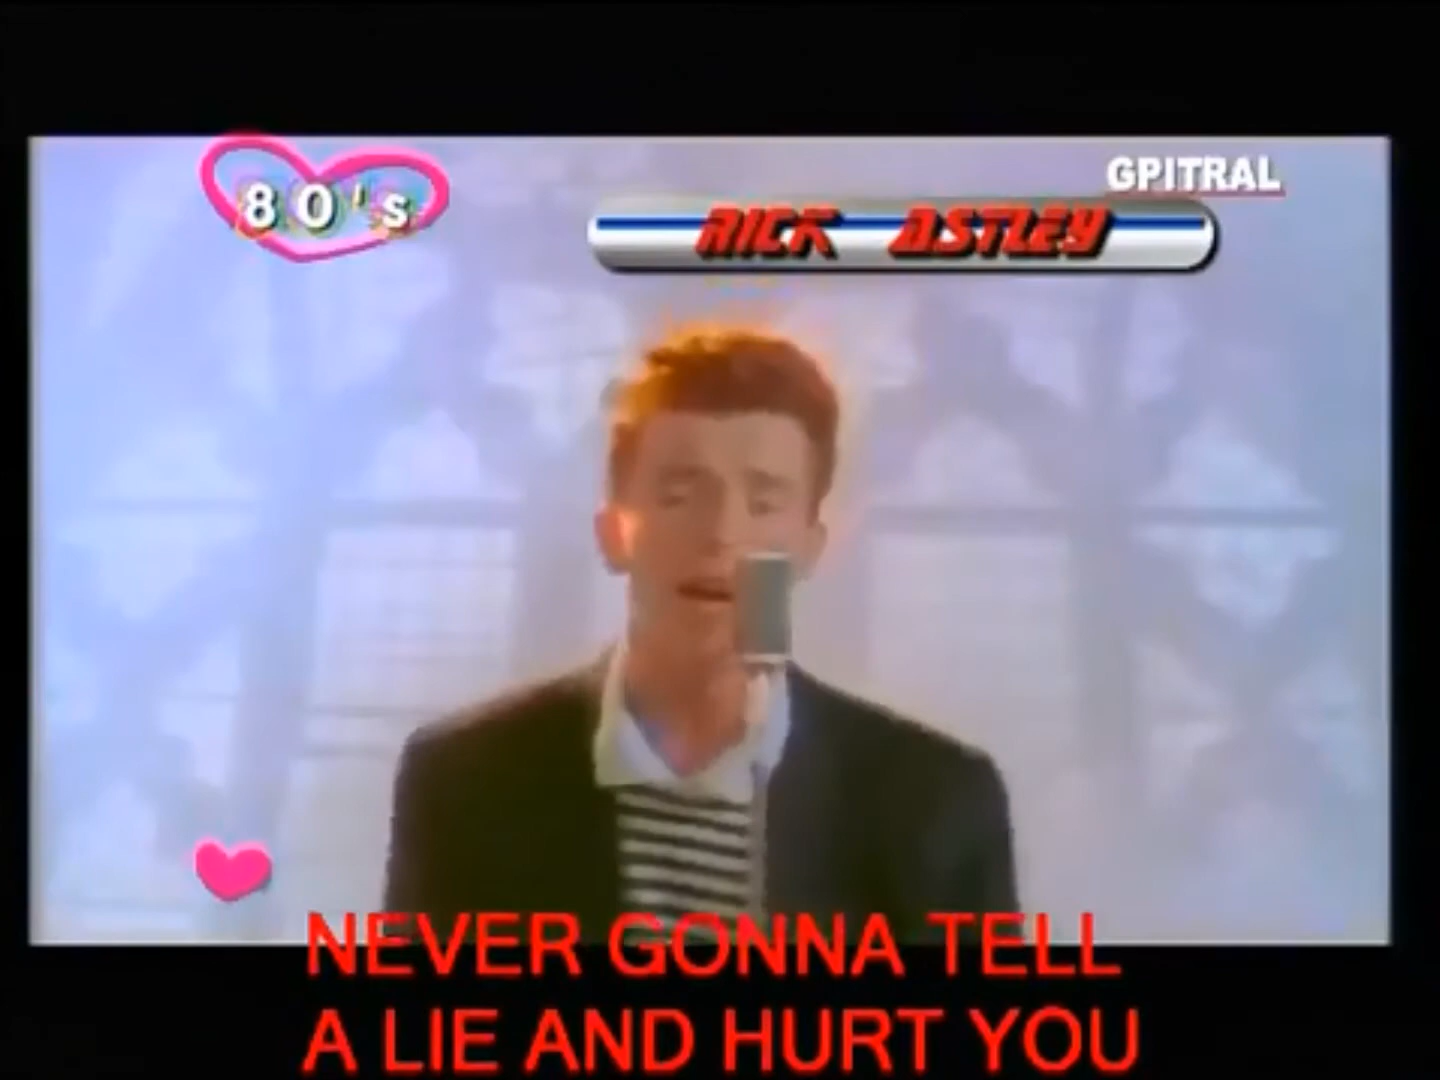 80's
GPITRAL
RICK ASTLEY
NEVER GONNA TELL
A LIE AND HURT YOU